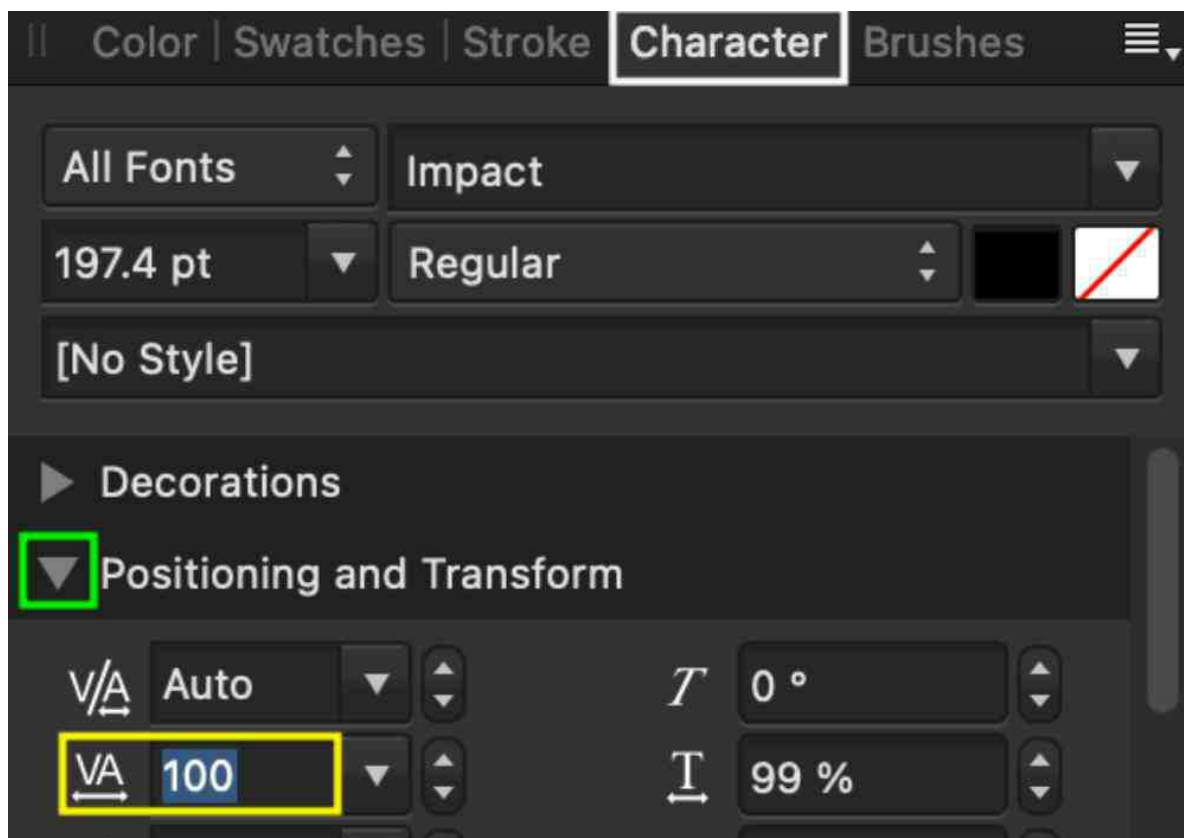 Color | Swatches | Stroke Character Brushes
All Fonts Impact
197.4 pt Regular
[No Style]
Decorations
Positioning and Transform
V/A Auto T 0 °
VA 100 T 99 %